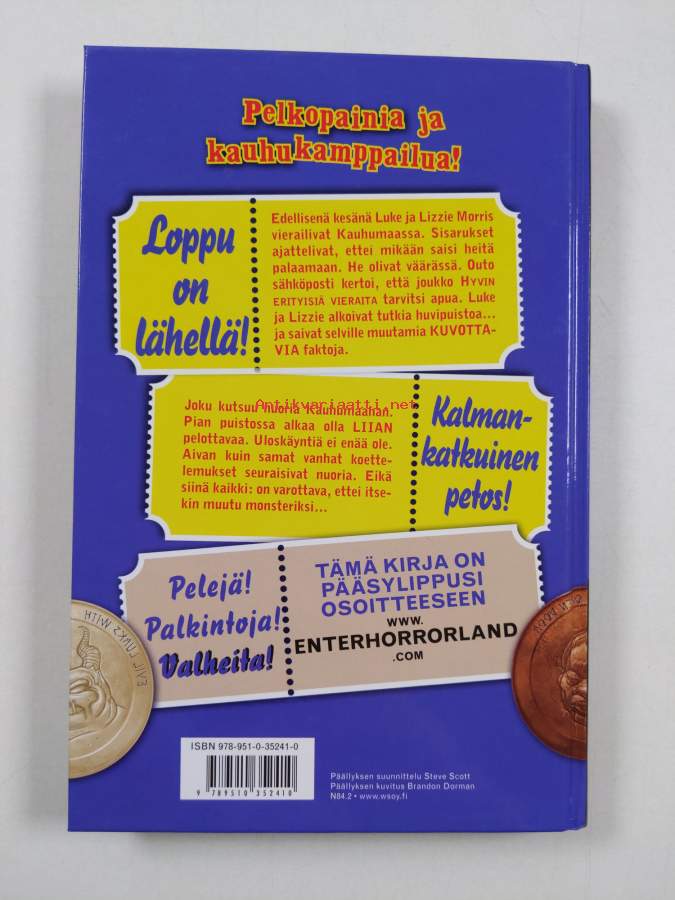 Pelkopainia ja
kauhukamppailua!
Loppu
on
lähellä!
Edellisenä kesänä Luke ja Lizzie Morris
vierailivat Kauhumaassa. Sisarukset
ajattelivat, ettei mikään saisi heitä
palaamaan. He olivat väärässä. Outo
sähköposti kertoi, että joukko HYVIN
ERITYISIÄ VIERAITA tarvitsi apua. Luke
ja Lizzie alkoivat tutkia huvipuistoa...
ja saivat selville muutamia KUVOTTA-
VIA faktoja.
Joku kutsuu nuoria Kauhumaahan.
Antikvariaatti.net
Pian puistossa alkaa olla LIIAN
pelottavaa. Uloskäyntiä ei enää ole.
Aivan kuin samat vanhat koette-
lemukset seuraisivat nuoria. Eikä
siinä kaikki: on varottava, ettei itse-
kin muutu monsteriksi...
Kalman-
katkuinen
petos!
Pelejä!
Palkintoja!
Valheita!
TÄMÄ KIRJA ON
PÄÄSYLIPPUSI
OSOITTEESEEN
WWW.
ENTERHORRORLAND
.COM
ISBN 978-951-0-35241-0
9 789510 352410
Päällyksen suunnittelu Steve Scott
Päällyksen kuvitus Brandon Dorman
N84.2 • www.wsoy.fi